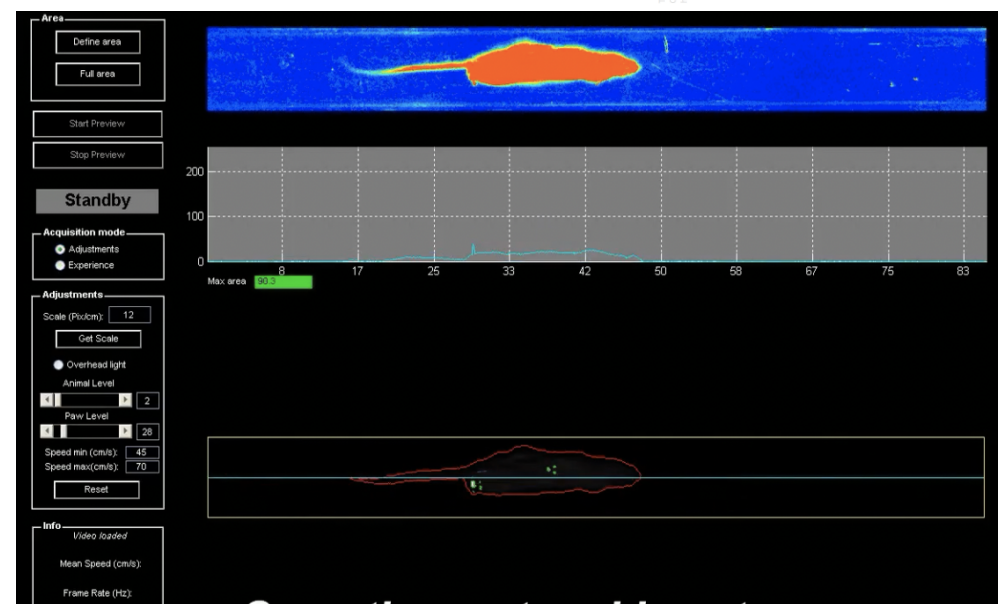 Area
Define area
Full area
Start Preview
Stop Preview
Standby
Acquisition mode
Adjustments
Experience
Adjustments
Scale (Pix/cm): 12
Get Scale
Overhead light
Animal Level
2
Paw Level
28
Speed min (cm/s): 45
Speed max(cm/s): 70
Reset
Info
Video loaded
Mean Speed (cm/s):
Frame Rate (Hz):
200
100
0
8 17 25 33 42 50 58 67 75 83
Max area 90.3